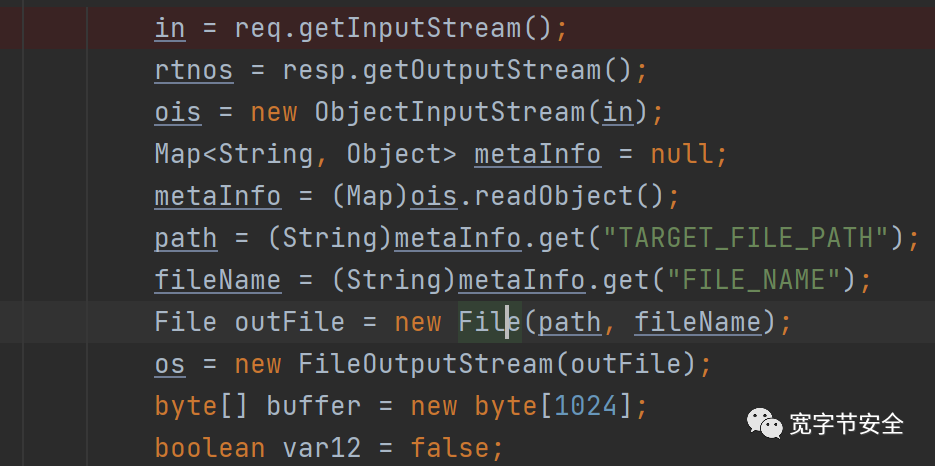 in = req.getInputStream();
rtnos = resp.getOutputStream();
ois = new ObjectInputStream(in);
Map<String, Object> metaInfo = null;
metaInfo = (Map)ois.readObject();
path = (String)metaInfo.get("TARGET_FILE_PATH");
fileName = (String)metaInfo.get("FILE_NAME");
File outFile = new File(path, fileName);
os = new FileOutputStream(outFile);
byte[] buffer = new byte[1024];
boolean var12 = false;
宽字节安全